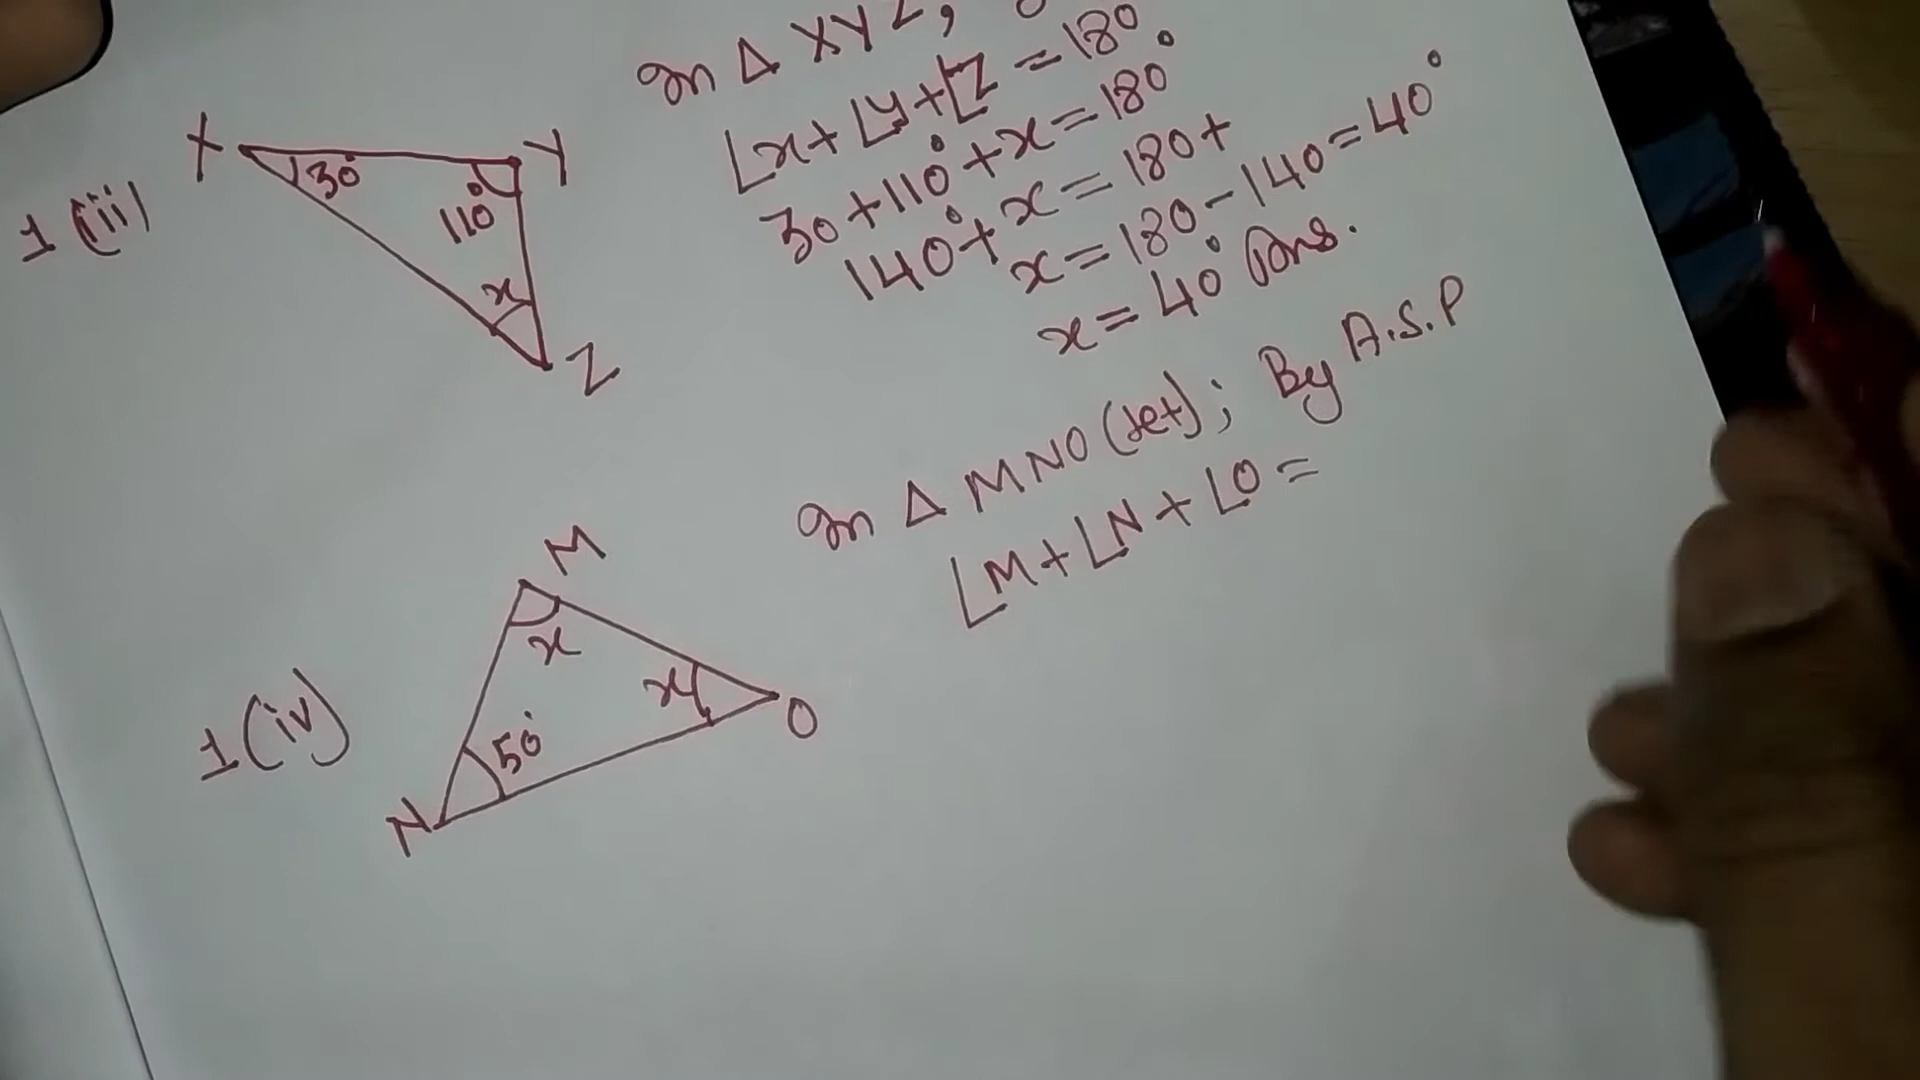 In Δ XYZ,
∟x+∟y+∟Z = 180°.
30+110°+x=180
140°+x = 180+
x=180-140=40°
x = 40° Ans.
1 (iii)
X
30°
Y
110°
x
Z
In Δ MNO (let); By A.S.P
∟M+∟N+∟O =
1(iv)
M
x
x
O
50°
N